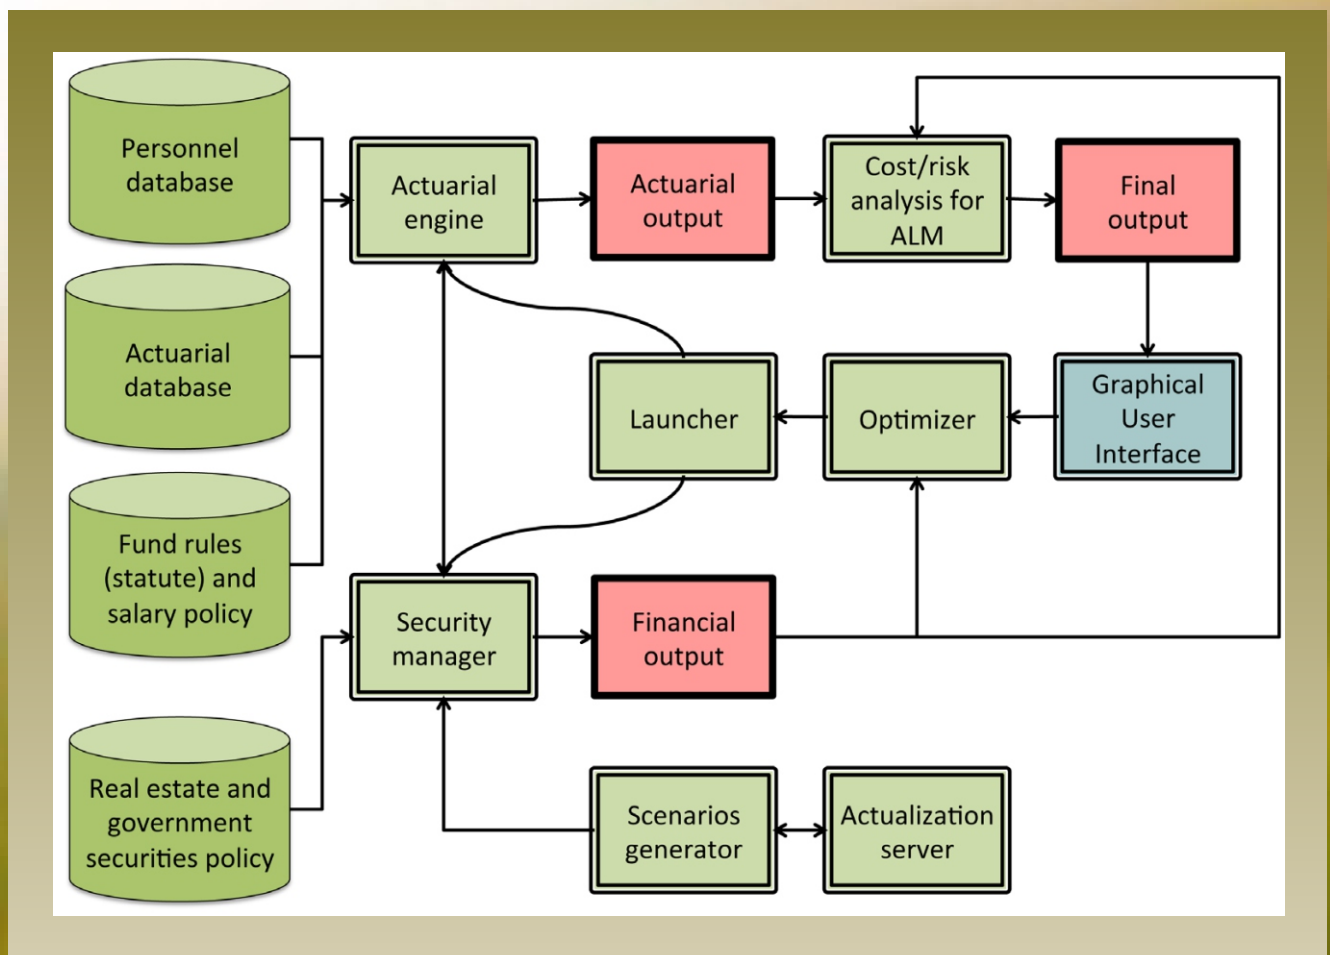 Personnel
database
Actuarial
engine
Actuarial
output
Cost/risk
analysis for
ALM
Final
output
Actuarial
database
Launcher
Optimizer
Graphical
User
Interface
Fund rules
(statute) and
salary policy
Security
manager
Financial
output
Real estate and
government
securities policy
Scenarios
generator
Actualization
server